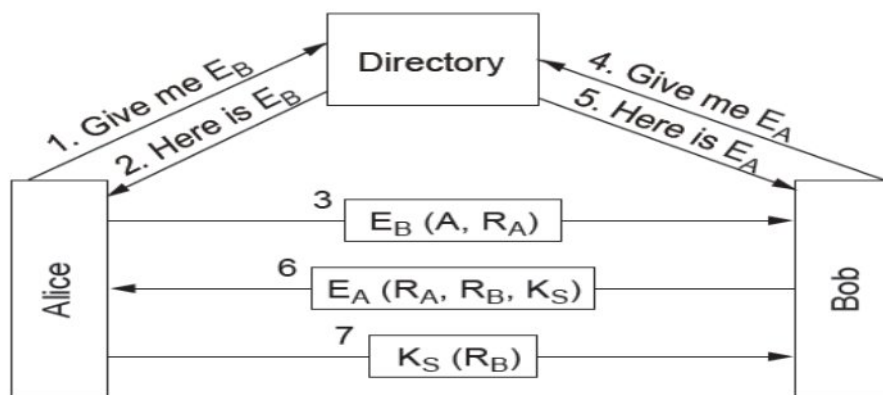 Directory
1. Give me E_B
2. Here is E_B
4. Give me E_A
5. Here is E_A
Alice
3
E_B (A, R_A)
6
E_A (R_A, R_B, K_S)
7
K_S (R_B)
Bob